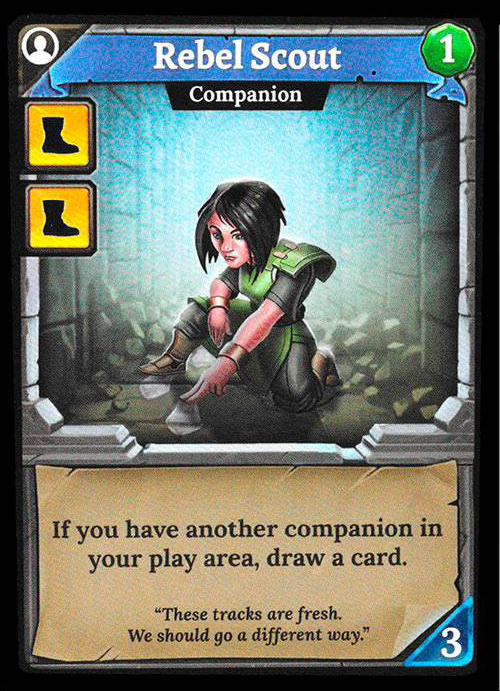 Rebel Scout
1
Companion
If you have another companion in
your play area, draw a card.
“These tracks are fresh.
We should go a different way.”
3